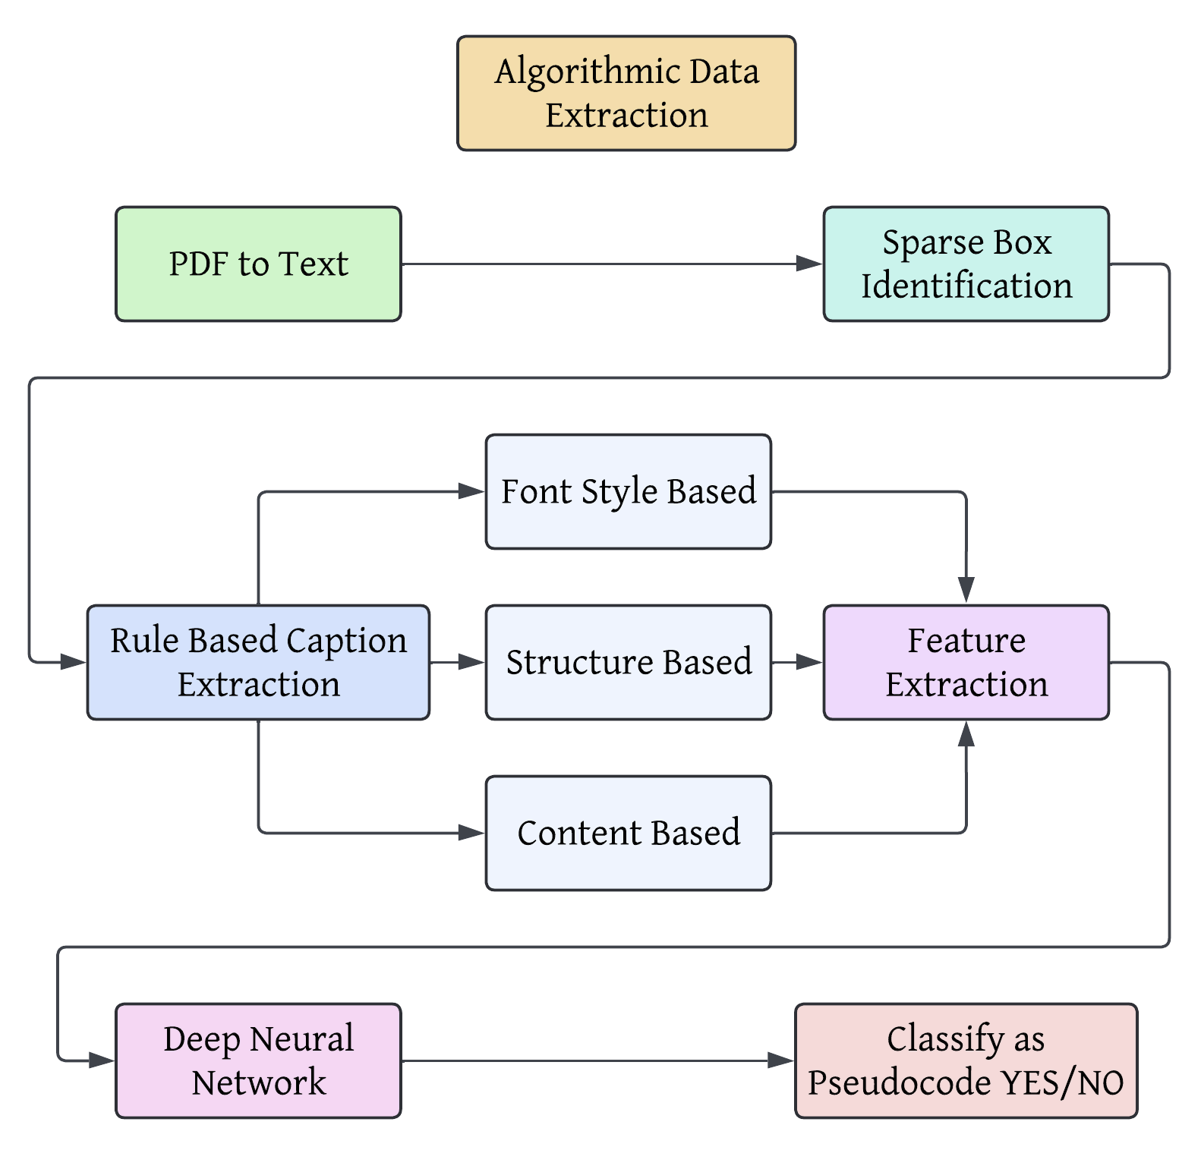 Algorithmic Data
Extraction
PDF to Text
Sparse Box
Identification
Font Style Based
Rule Based Caption
Extraction
Structure Based
Feature
Extraction
Content Based
Deep Neural
Network
Classify as
Pseudocode YES/NO